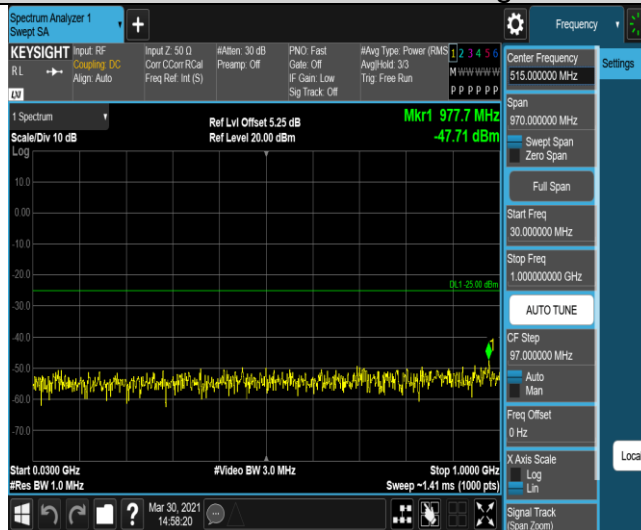 Spectrum Analyzer 1
Swept SA
Frequency
KEYSIGHT
RL
Input: RF
Coupling: DC
Align: Auto
Input Z: 50 Ω
Corr CCorr RCal
Freq Ref: Int (S)
#Atten: 30 dB
Preamp: Off
PNO: Fast
Gate: Off
IF Gain: Low
Sig Track: Off
#Avg Type: Power (RMS
Avg|Hold: 3/3
Trig: Free Run
1 2 3 4 5 6
M W W W W W
P P P P P P
LXI
1 Spectrum
Scale/Div 10 dB
Ref Lvl Offset 5.25 dB
Ref Level 20.00 dBm
Mkr1 977.7 MHz
-47.71 dBm
Log
10.0
0.00
-10.0
-20.0
-30.0
-40.0
-50.0
-60.0
-70.0
DL1 -25.00 dBm
1
Start 0.0300 GHz
#Res BW 1.0 MHz
#Video BW 3.0 MHz
Stop 1.0000 GHz
Sweep ~1.41 ms (1000 pts)
Mar 30, 2021
14:58:20
Center Frequency
515.000000 MHz
Settings
Span
970.000000 MHz
Swept Span
Zero Span
Full Span
Start Freq
30.000000 MHz
Stop Freq
1.000000000 GHz
AUTO TUNE
CF Step
97.000000 MHz
Auto
Man
Freq Offset
0 Hz
X Axis Scale
Log
Lin
Local
Signal Track
(Span Zoom)